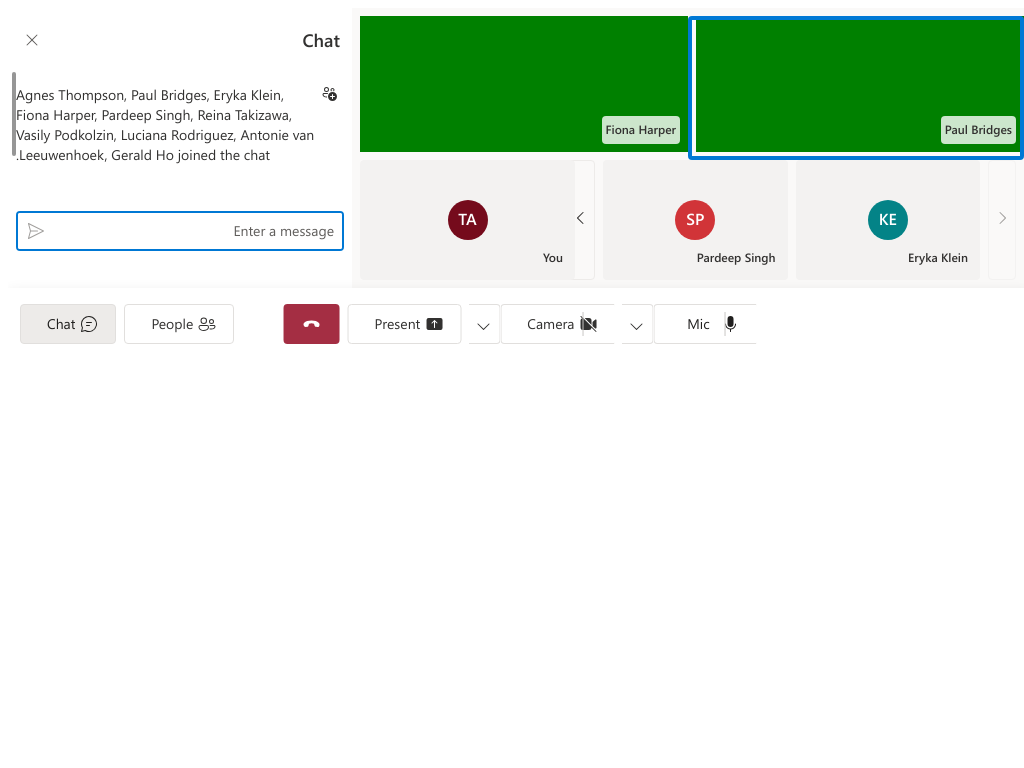 Chat
Agnes Thompson, Paul Bridges, Eryka Klein,
Fiona Harper, Pardeep Singh, Reina Takizawa,
Vasily Podkolzin, Luciana Rodriguez, Antonie van
.Leeuwenhoek, Gerald Ho joined the chat
Enter a message
Fiona Harper
Paul Bridges
TA
You
SP
Pardeep Singh
KE
Eryka Klein
Chat
People
Present
Camera
Mic